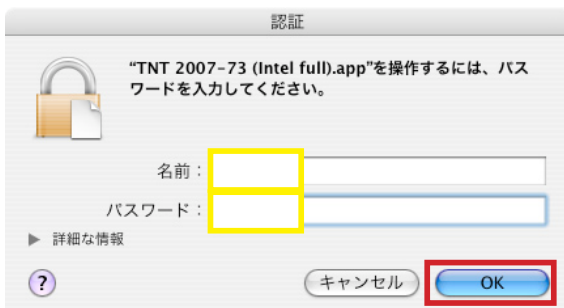 認証
“TNT 2007-73 (Intel full).app”を操作するには、パス
ワードを入力してください。
名前：
パスワード：
▶ 詳細な情報
?
キャンセル
OK